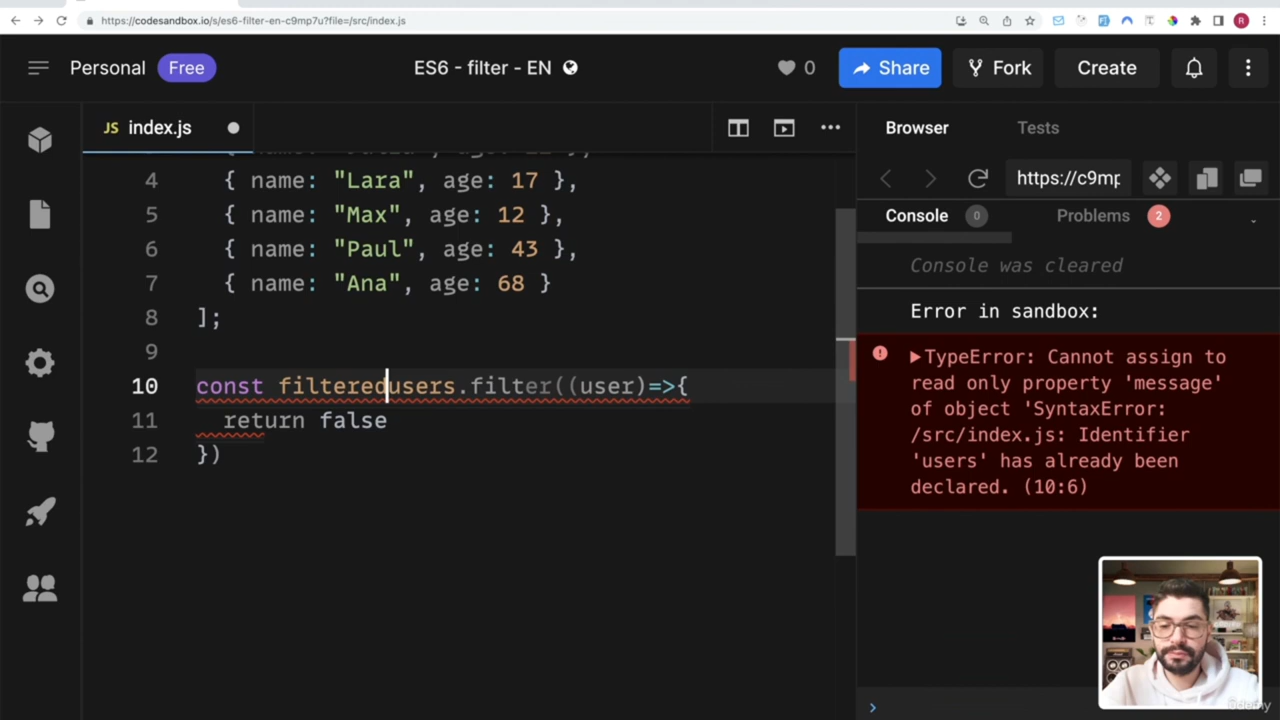 https://codesandbox.io/s/es6-filter-en-c9mp7u?file=/src/index.js
Personal Free ES6 - filter - EN 0 Share Fork Create
JS index.js
Browser Tests
https://c9mp
Console 0 Problems 2
Console was cleared
Error in sandbox:
TypeError: Cannot assign to
read only property 'message'
of object 'SyntaxError:
/src/index.js: Identifier
'users' has already been
declared. (10:6)
4 { name: "Lara", age: 17 },
5 { name: "Max", age: 12 },
6 { name: "Paul", age: 43 },
7 { name: "Ana", age: 68 }
8 ];
9
10 const filteredusers.filter((user)=>{
11 return false
12 })
ûdemy